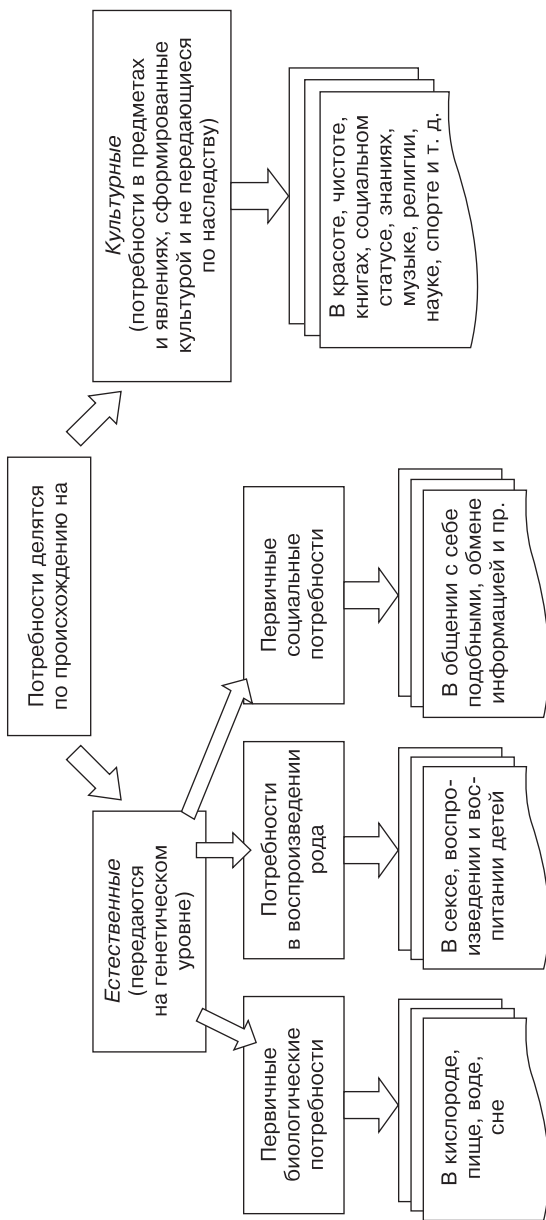 Потребности делятся
по происхождению на
Естественные
(передаются
на генетическом
уровне)
Культурные
(потребности в предметах
и явлениях, сформированные
культурой и не передающиеся
по наследству)
Первичные
биологические
потребности
Потребности
в воспроизведении
рода
Первичные
социальные
потребности
В кислороде,
пище, воде,
сне
В сексе, воспро-
изведении и вос-
питании детей
В общении с себе
подобными, обмене
информацией и пр.
В красоте, чистоте,
книгах, социальном
статусе, знаниях,
музыке, религии,
науке, спорте и т. д.